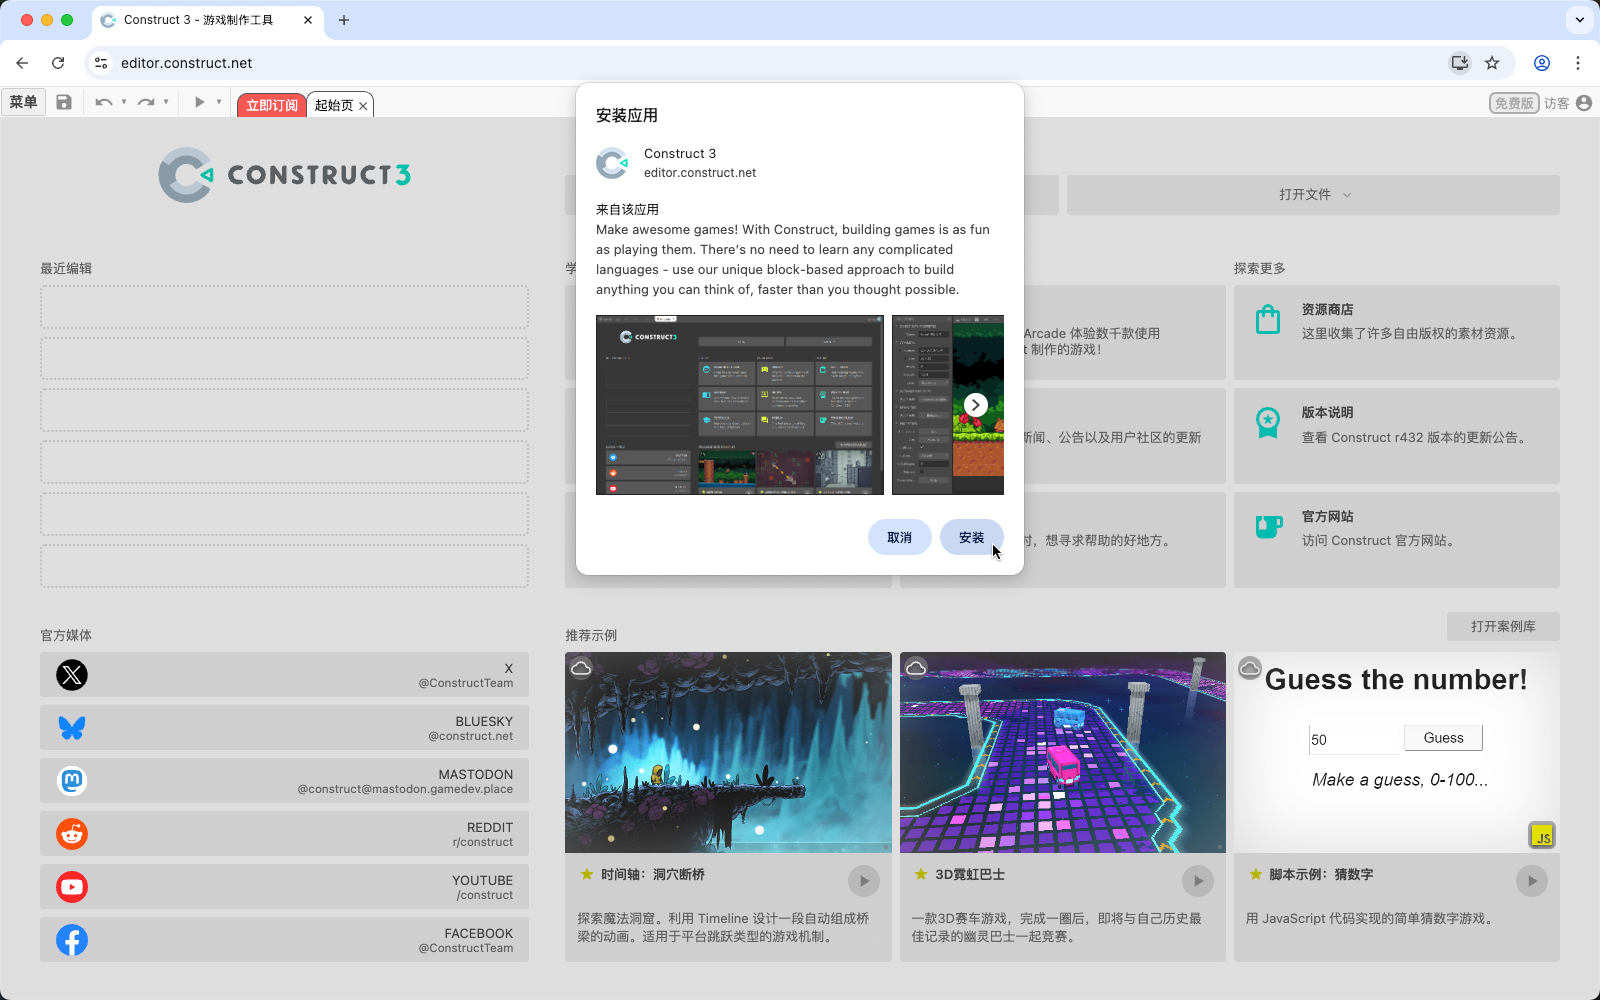 Construct 3 - 游戏制作工具
editor.construct.net
菜单
立即订阅
起始页
免费版
访客
安装应用
Construct 3
editor.construct.net
来自该应用
Make awesome games! With Construct, building games is as fun
as playing them. There's no need to learn any complicated
languages - use our unique block-based approach to build
anything you can think of, faster than you thought possible.
CONSTRUCT3
取消
安装
CONSTRUCT3
打开文件
最近编辑
学
探索更多
Arcade 体验数千款使用
t 制作的游戏！
资源商店
这里收集了许多自由版权的素材资源。
新闻、公告以及用户社区的更新
版本说明
查看 Construct r432 版本的更新公告。
时，想寻求帮助的好地方。
官方网站
访问 Construct 官方网站。
官方媒体
X
@ConstructTeam
BLUESKY
@construct.net
MASTODON
@construct@mastodon.gamedev.place
REDDIT
r/construct
YOUTUBE
/construct
FACEBOOK
@ConstructTeam
推荐示例
打开案例库
Guess the number!
50
Guess
Make a guess, 0-100...
JS
时间轴：洞穴断桥
探索魔法洞窟。利用 Timeline 设计一段自动组成桥
梁的动画。适用于平台跳跃类型的游戏机制。
3D霓虹巴士
一款3D赛车游戏，完成一圈后，即将与自己历史最
佳记录的幽灵巴士一起竞赛。
脚本示例：猜数字
用 JavaScript 代码实现的简单猜数字游戏。